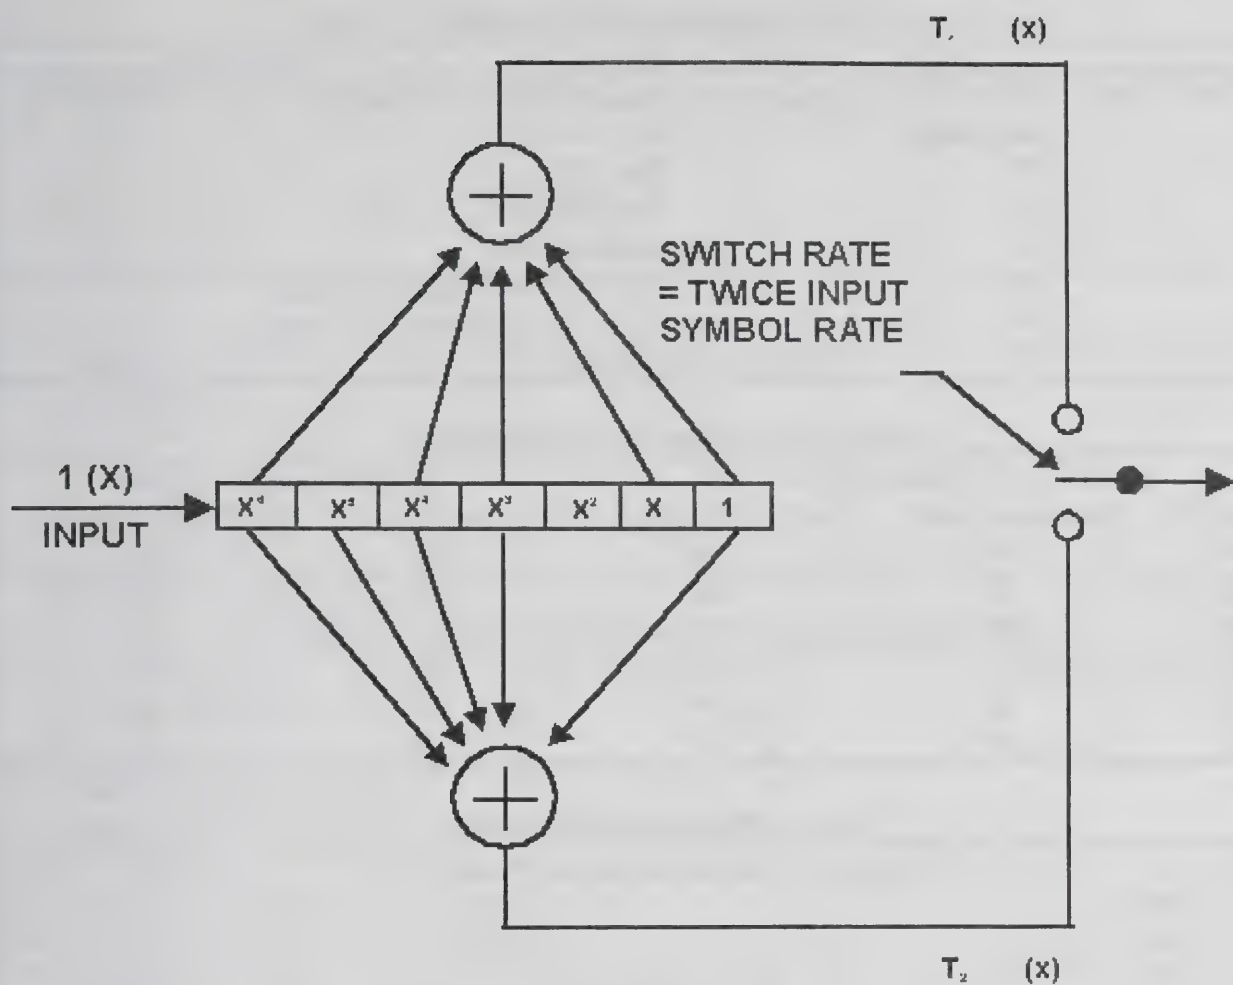 T. (x)
SWITCH RATE
= TWICE INPUT
SYMBOL RATE
1 (X)
INPUT
X⁶ X⁵ X⁴ X³ X² X 1
T₂ (x)